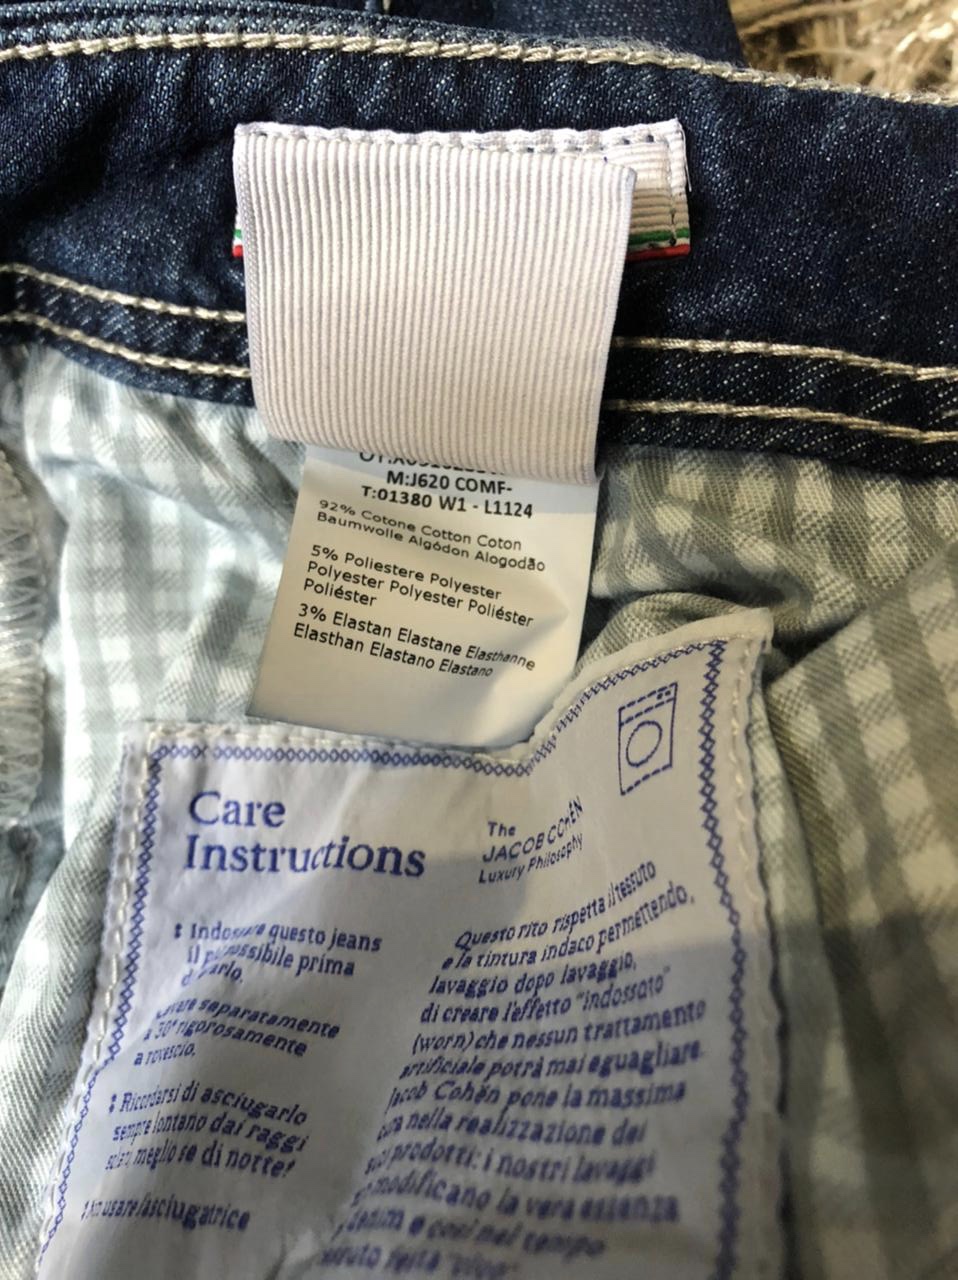 M:J620 COMF-
T:01380 W1 - L1124
92% Cotone Cotton Coton
Baumwolle Algódon Alogodão
5% Poliestere Polyester
Polyester Polyester Poliéster
Poliéster
3% Elastan Elastane Elasthanne
Elasthan Elastano Elastano
Care
Instructions
questo jeans
possibile prima
separatamente
a 30° rigorosamente
a rovescio.
Ricordarsi di asciugarlo
sempre lontano dai raggi
meglio se di notte!
usare l'asciugatrice
The
JACOB COHËN
Luxury Philosophy
Questo rito rispetta il tessuto
e la tintura indaco permettendo,
lavaggio dopo lavaggio,
di creare l'effetto "indossato"
(worn) che nessun trattamento
artificiale potrà mai eguagliare.
Jacob Cohën pone la massima
cura nella realizzazione dei
suoi prodotti: i nostri lavaggi
modificano la vera essenza
denim e così nel tempo
resta "vivo"